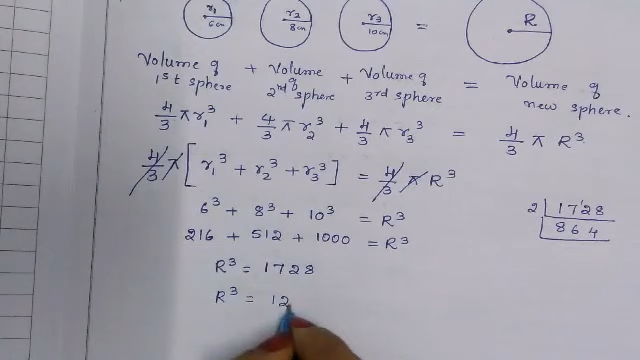 r₁ r₂ r₃ = R
6cm 8cm 10cm
Volume of 1st sphere + Volume of 2nd sphere + Volume of 3rd sphere = Volume of new sphere.
4/3 π r₁³ + 4/3 π r₂³ + 4/3 π r₃³ = 4/3 π R³
4/3 π [r₁³ + r₂³ + r₃³] = 4/3 π R³
6³ + 8³ + 10³ = R³
216 + 512 + 1000 = R³
R³ = 1728
R³ = 12
2 | 1728
864